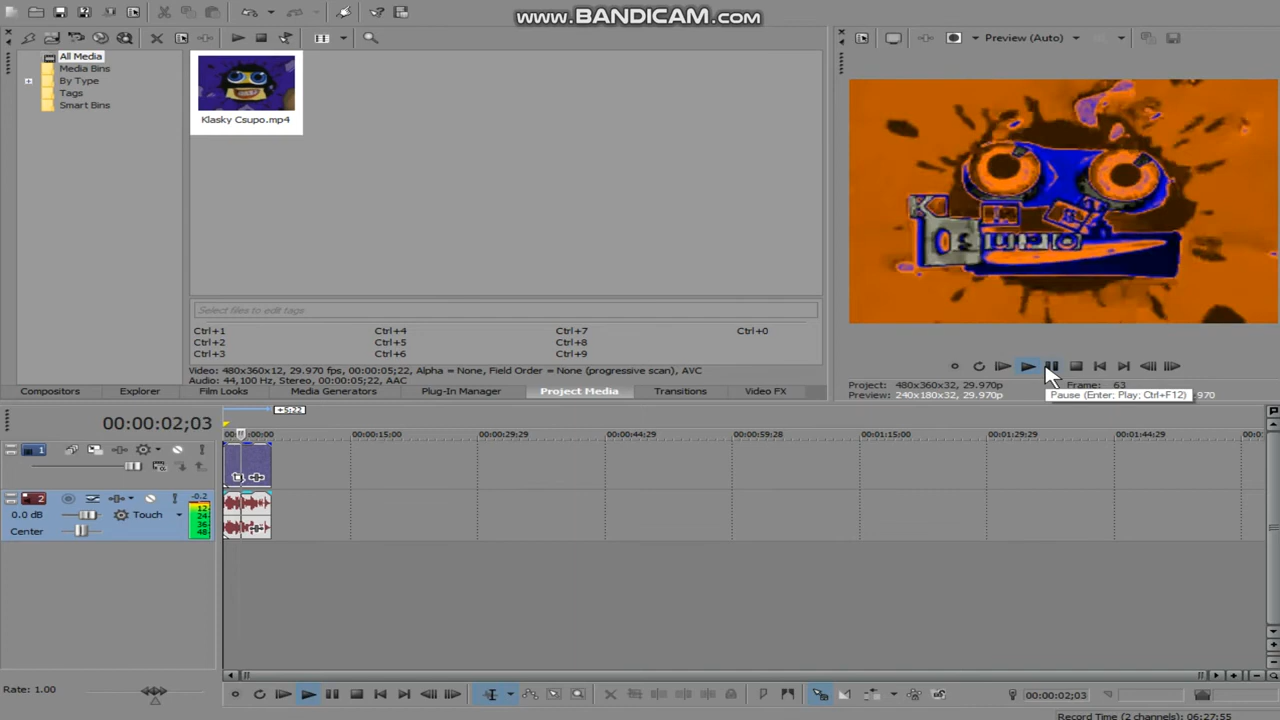 www.BANDICAM.com
All Media
Media Bins
By Type
Tags
Smart Bins
Klasky Csupo.mp4
Preview (Auto)
Select files to edit tags
Ctrl+1 Ctrl+4 Ctrl+7 Ctrl+0
Ctrl+2 Ctrl+5 Ctrl+8
Ctrl+3 Ctrl+6 Ctrl+9
Video: 480x360x12, 29.970 fps, 00:00:05;22, Alpha = None, Field Order = None (progressive scan), AVC
Audio: 44,100 Hz, Stereo, 00:00:05;22, AAC
Compositors Explorer Film Looks Media Generators Plug-In Manager Project Media Transitions Video FX
Project: 480x360x32, 29.970p Frame: 63
Preview: 240x180x32, 29.970p
Pause (Enter; Play; Ctrl+F12)
.970
00:00:02;03
+5;22
00:00:15;00 00:00:29;29 00:00:44;29 00:00:59;28 00:01:15;00 00:01:29;29 00:01:44;29
1
2
-0.2
12
24
36
48
0.0 dB Touch
Center
Rate: 1.00
00:00:02;03
Record Time (2 channels): 06:27:55